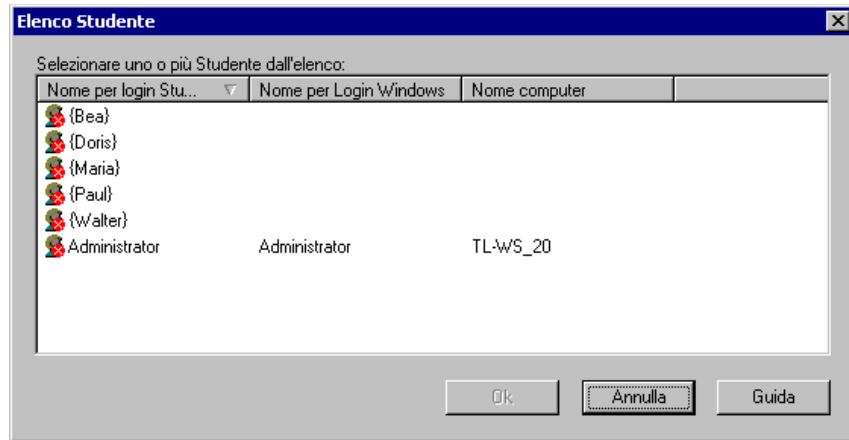 Elenco Studente
Selezionare uno o più Studente dall'elenco:
Nome per login Stu... Nome per Login Windows Nome computer
{Bea}
{Doris}
{Maria}
{Paul}
{Walter}
Administrator Administrator TL-WS_20
Ok Annulla Guida